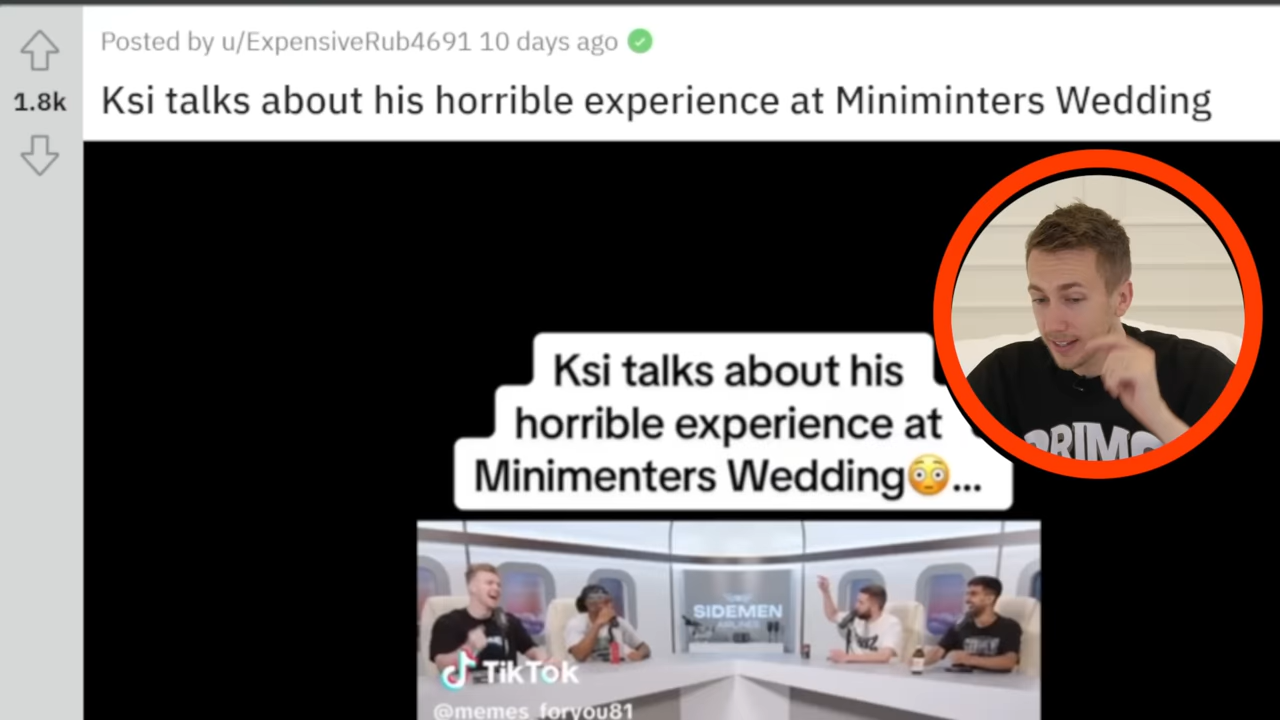 Posted by u/ExpensiveRub4691 10 days ago
1.8k
Ksi talks about his horrible experience at Miniminters Wedding
Ksi talks about his
horrible experience at
Minimenters Wedding😳...
SIDEMEN
AIRLINES
TikTok
@memes_foryou81